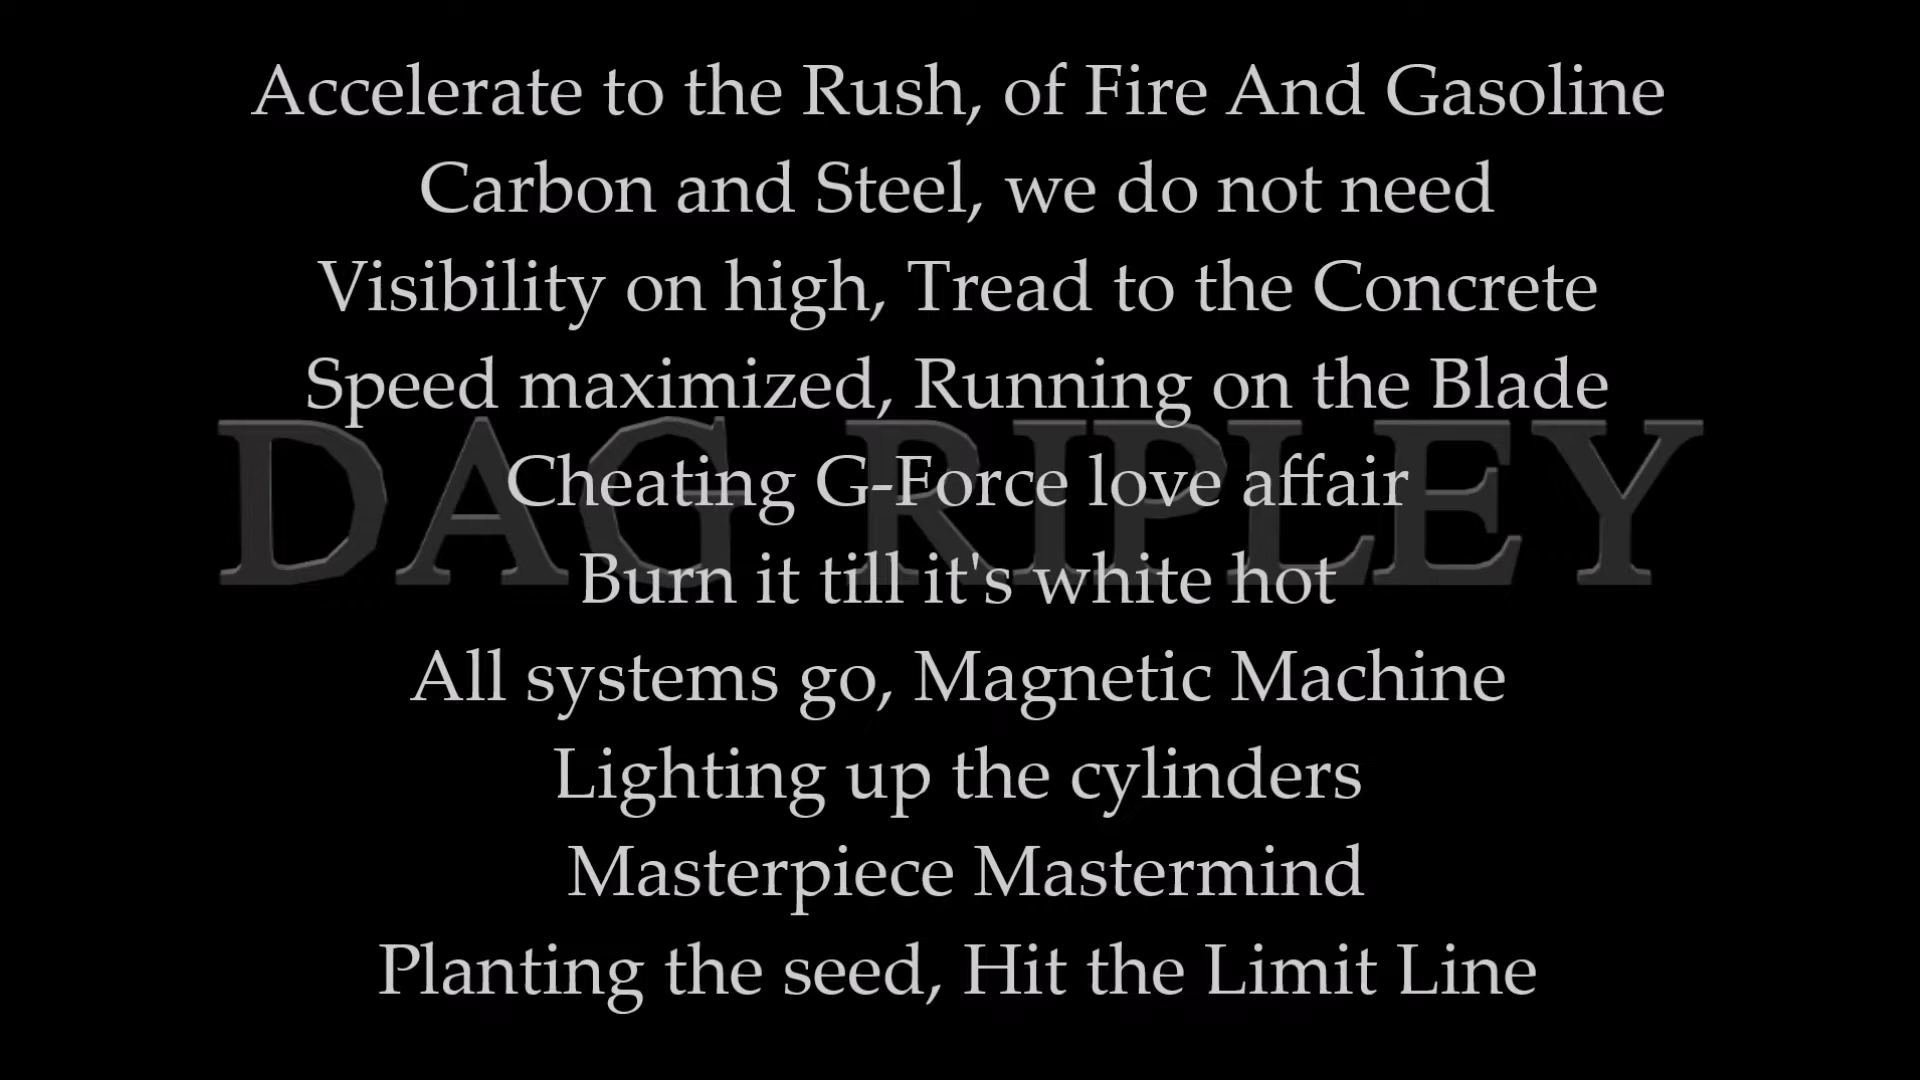 Accelerate to the Rush, of Fire And Gasoline
Carbon and Steel, we do not need
Visibility on high, Tread to the Concrete
Speed maximized, Running on the Blade
DAG RIPLEY
Cheating G-Force love affair
Burn it till it's white hot
All systems go, Magnetic Machine
Lighting up the cylinders
Masterpiece Mastermind
Planting the seed, Hit the Limit Line